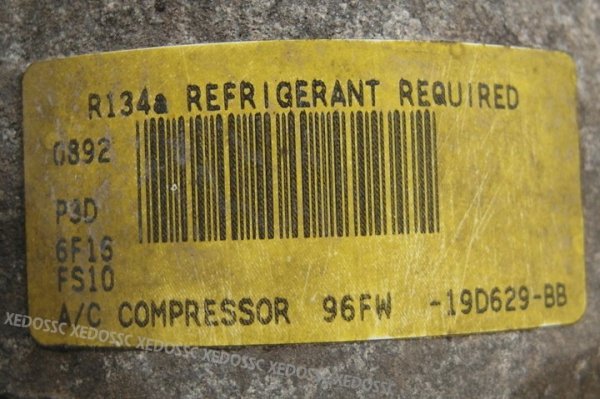 R134a REFRIGERANT REQUIRED
0892
P3D
6F16
FS10
A/C COMPRESSOR 96FW -19D629-BB
XEDOSSC XEDOSSC XEDOSSC XEDOSSC XEDOSSC XEDOSSC